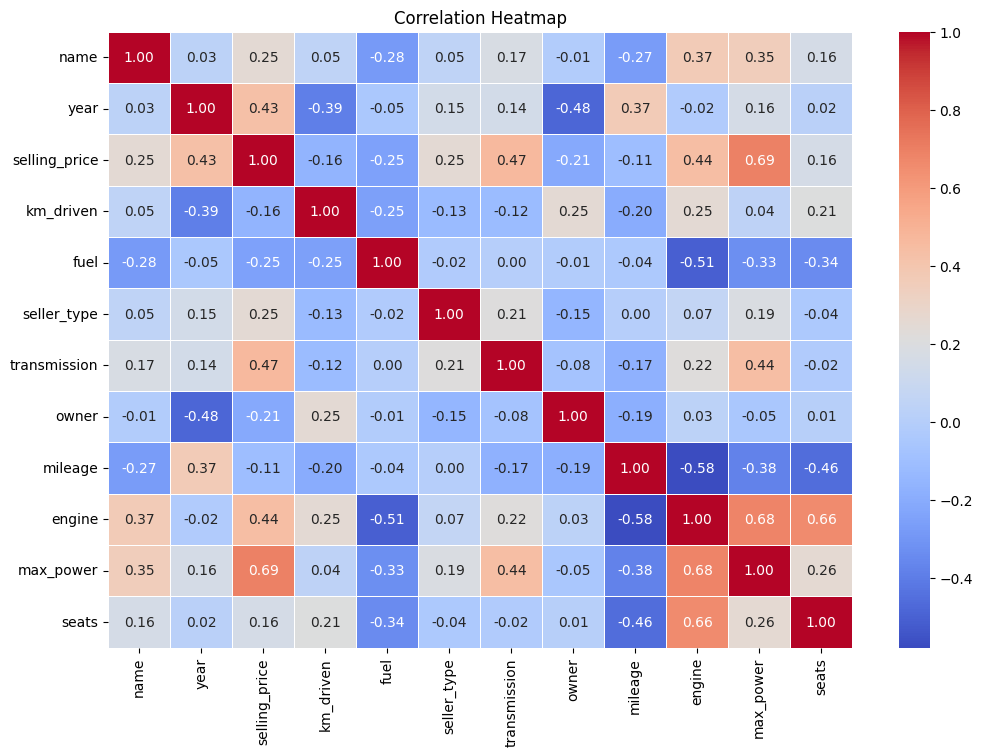 Correlation Heatmap
name 1.00 0.03 0.25 0.05 -0.28 0.05 0.17 -0.01 -0.27 0.37 0.35 0.16
year 0.03 1.00 0.43 -0.39 -0.05 0.15 0.14 -0.48 0.37 -0.02 0.16 0.02
selling_price 0.25 0.43 1.00 -0.16 -0.25 0.25 0.47 -0.21 -0.11 0.44 0.69 0.16
km_driven 0.05 -0.39 -0.16 1.00 -0.25 -0.13 -0.12 0.25 -0.20 0.25 0.04 0.21
fuel -0.28 -0.05 -0.25 -0.25 1.00 -0.02 0.00 -0.01 -0.04 -0.51 -0.33 -0.34
seller_type 0.05 0.15 0.25 -0.13 -0.02 1.00 0.21 -0.15 0.00 0.07 0.19 -0.04
transmission 0.17 0.14 0.47 -0.12 0.00 0.21 1.00 -0.08 -0.17 0.22 0.44 -0.02
owner -0.01 -0.48 -0.21 0.25 -0.01 -0.15 -0.08 1.00 -0.19 0.03 -0.05 0.01
mileage -0.27 0.37 -0.11 -0.20 -0.04 0.00 -0.17 -0.19 1.00 -0.58 -0.38 -0.46
engine 0.37 -0.02 0.44 0.25 -0.51 0.07 0.22 0.03 -0.58 1.00 0.68 0.66
max_power 0.35 0.16 0.69 0.04 -0.33 0.19 0.44 -0.05 -0.38 0.68 1.00 0.26
seats 0.16 0.02 0.16 0.21 -0.34 -0.04 -0.02 0.01 -0.46 0.66 0.26 1.00
name year selling_price km_driven fuel seller_type transmission owner mileage engine max_power seats
1.0
0.8
0.6
0.4
0.2
0.0
−0.2
−0.4